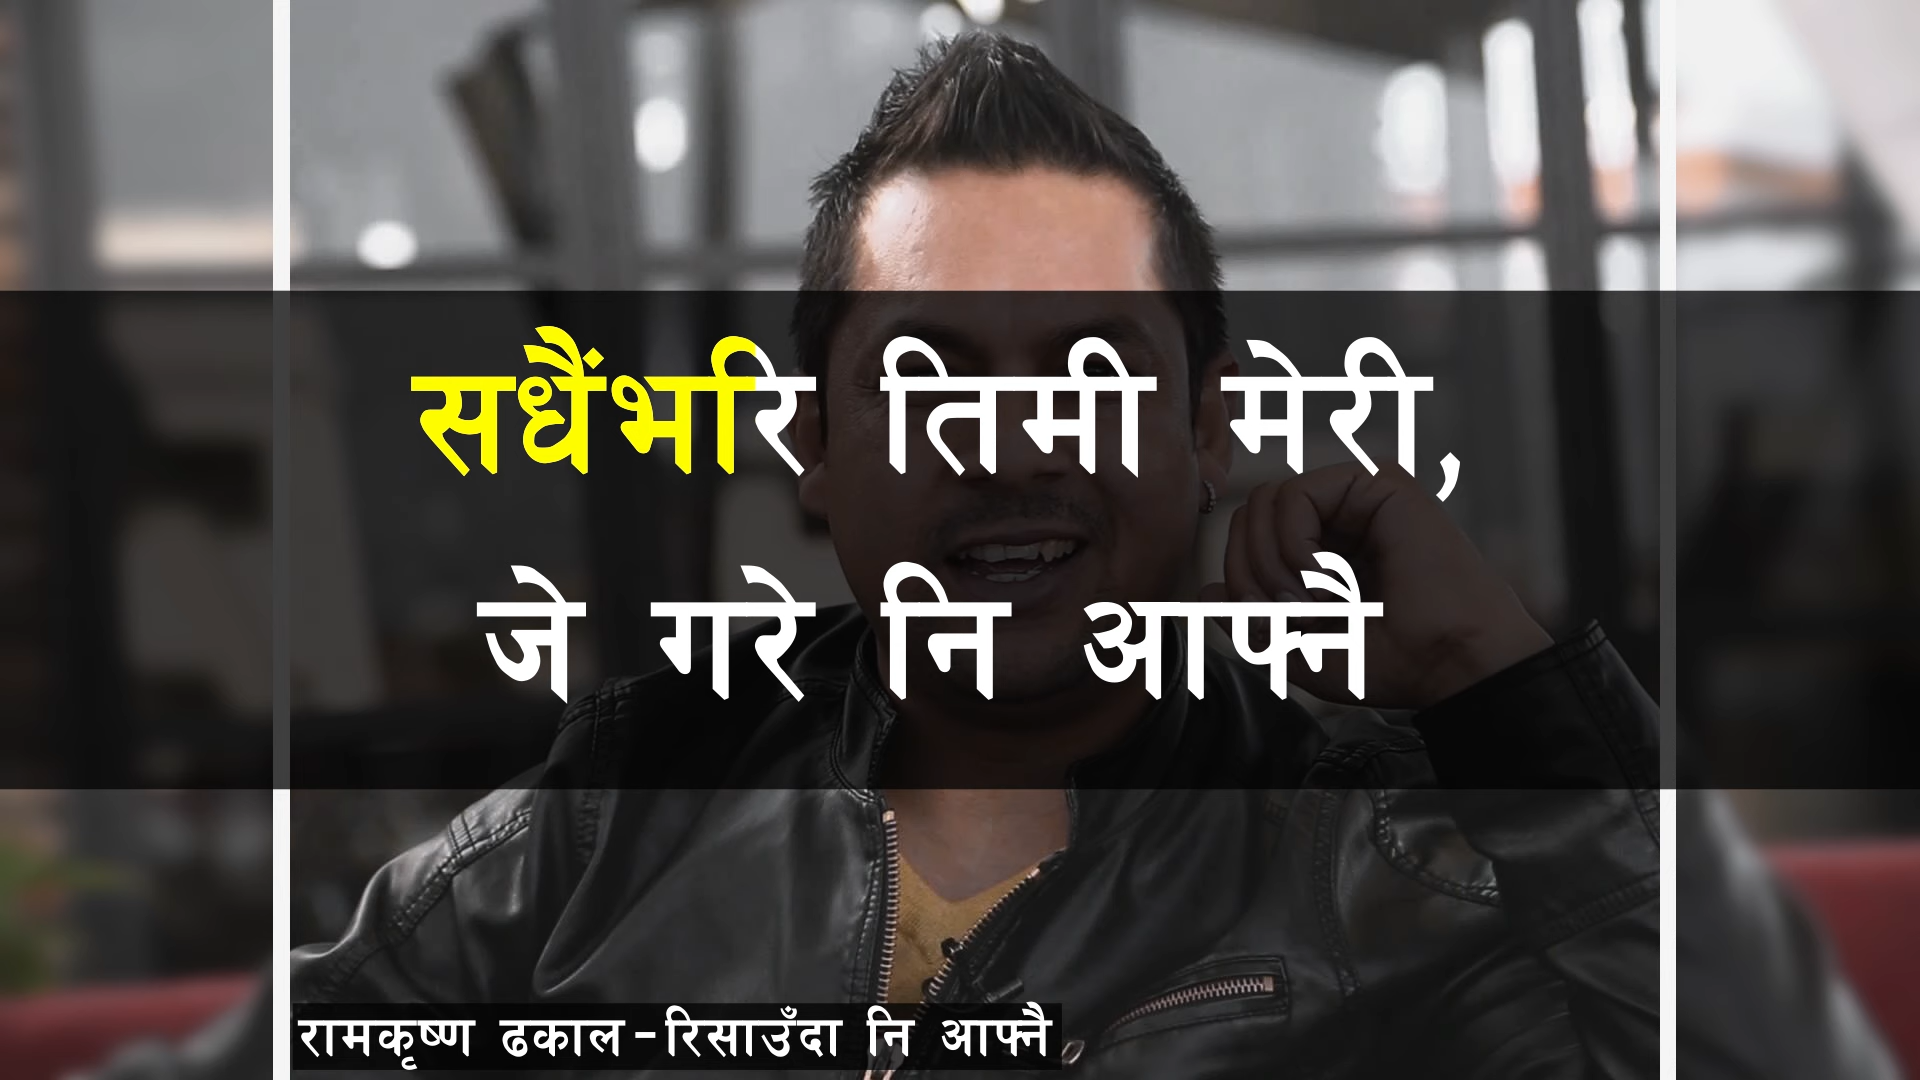 सधैंभरि तिमी मेरी,
जे गरे नि आफ्नै
रामकृष्ण ढकाल-रिसाउँदा नि आफ्नै